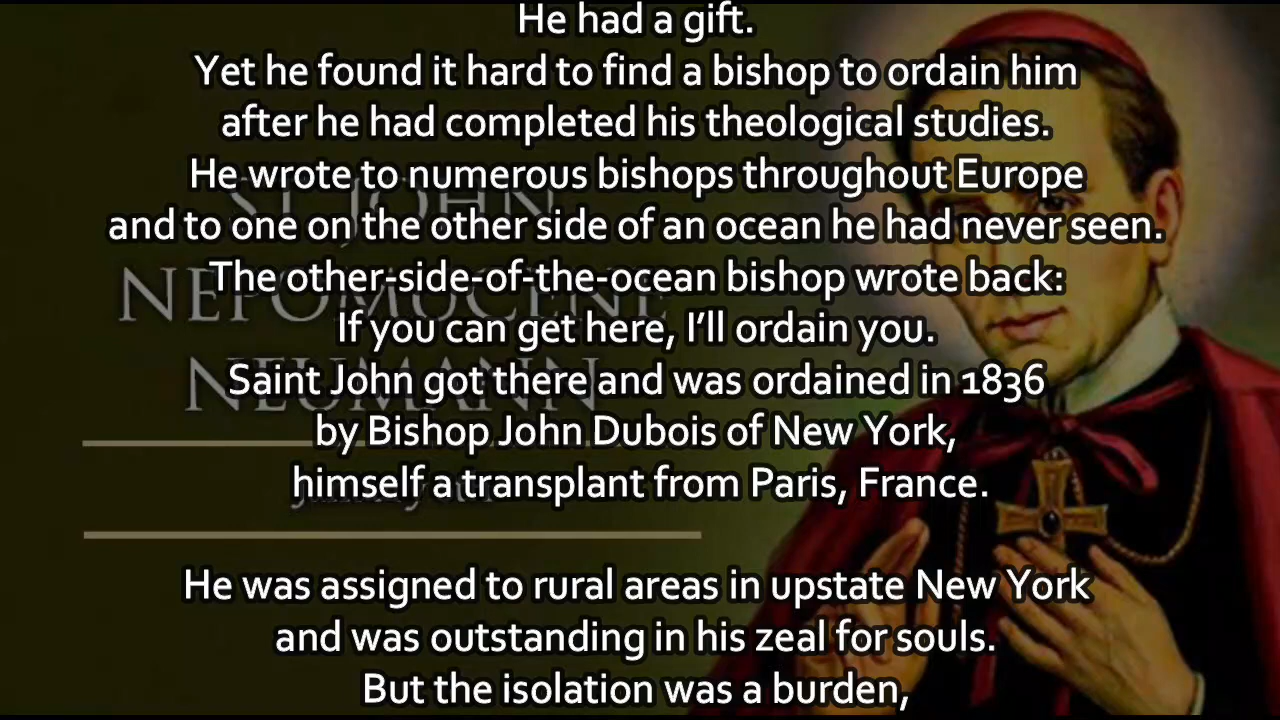 He had a gift.
Yet he found it hard to find a bishop to ordain him
after he had completed his theological studies.
He wrote to numerous bishops throughout Europe
and to one on the other side of an ocean he had never seen.
The other-side-of-the-ocean bishop wrote back:
If you can get here, I’ll ordain you.
Saint John got there and was ordained in 1836
by Bishop John Dubois of New York,
himself a transplant from Paris, France.
He was assigned to rural areas in upstate New York
and was outstanding in his zeal for souls.
But the isolation was a burden,
ST JOHN
NEPOMUCENE
NEUMANN